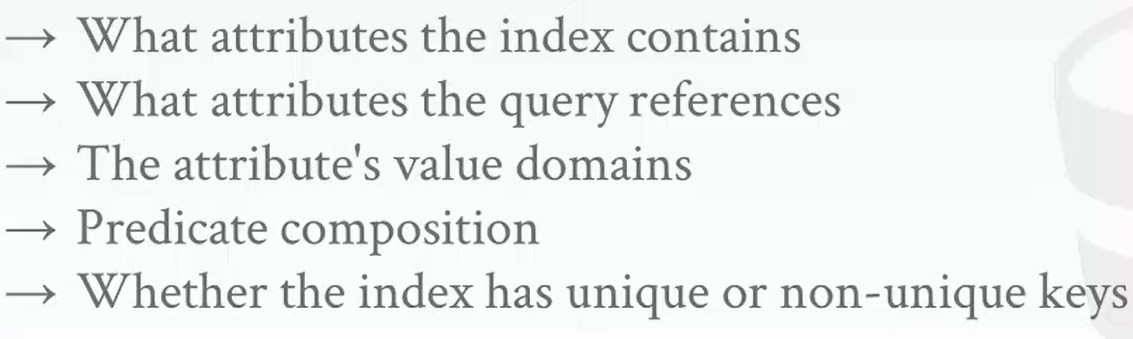 → What attributes the index contains
→ What attributes the query references
→ The attribute's value domains
→ Predicate composition
→ Whether the index has unique or non-unique keys